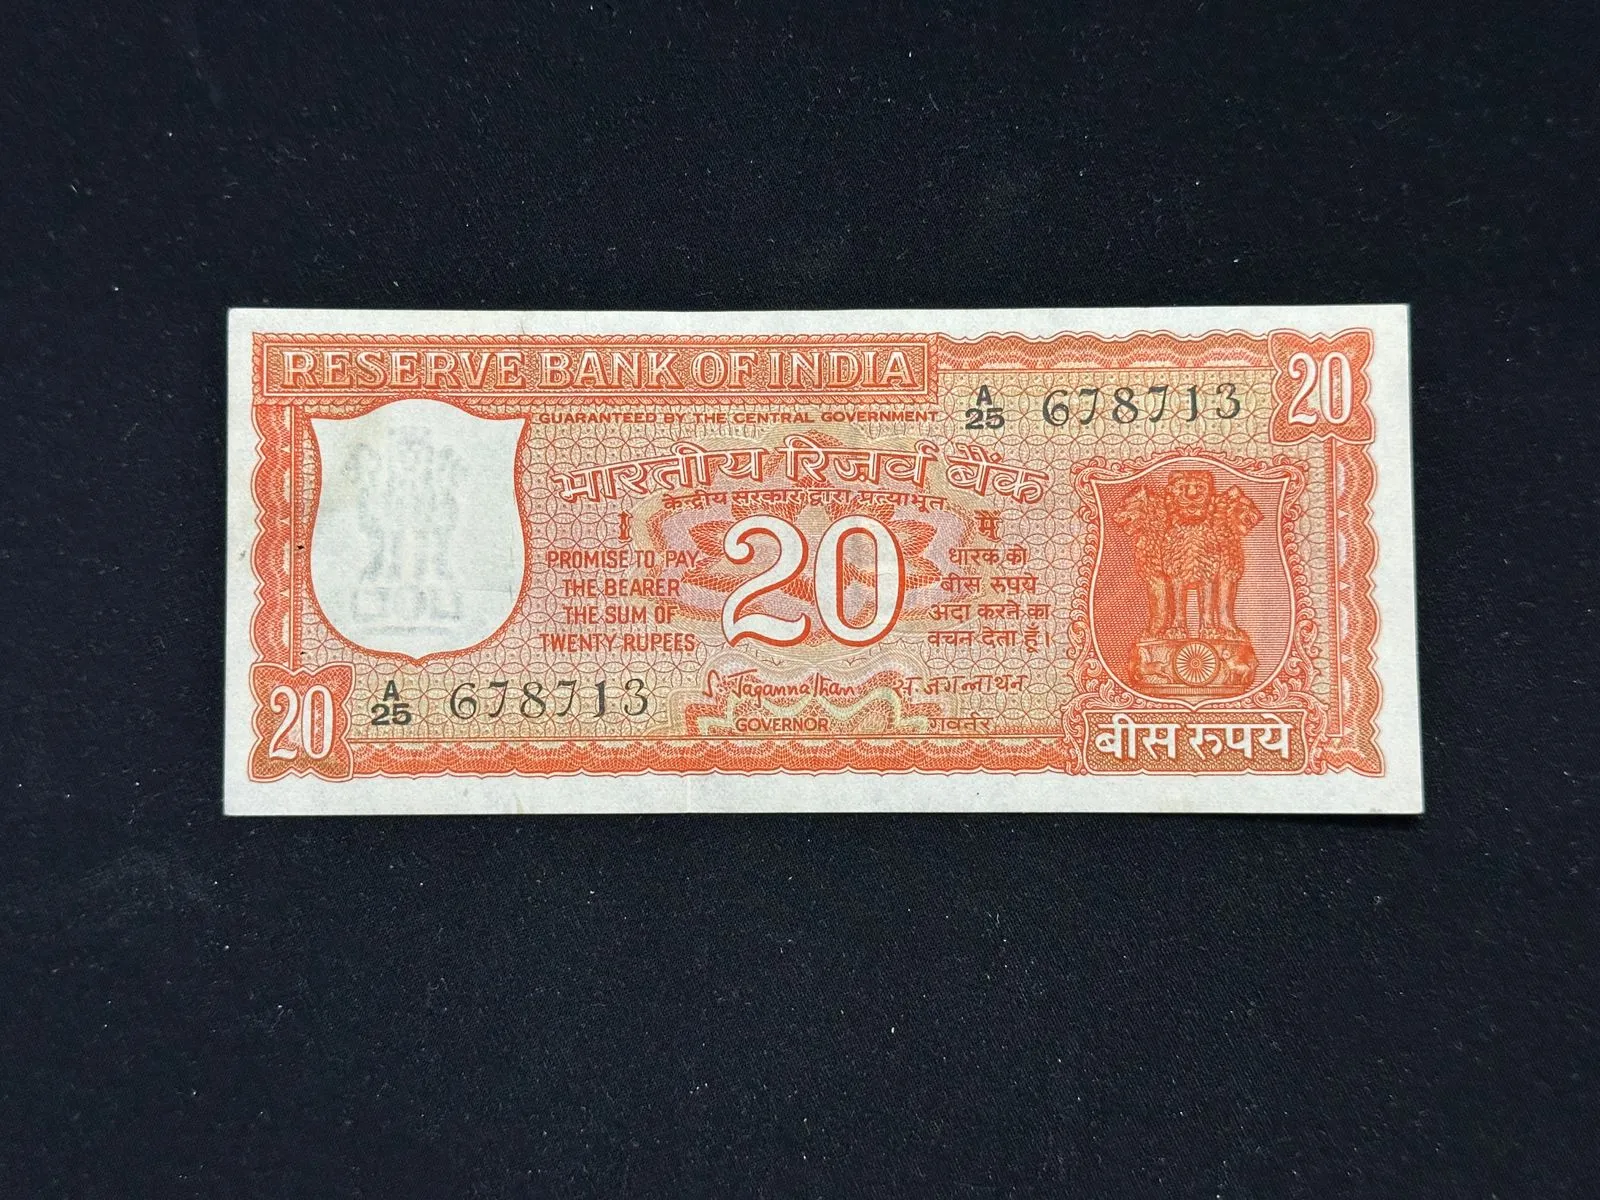 RESERVE BANK OF INDIA
20
GUARANTEED BY THE CENTRAL GOVERNMENT
A
25 678713
भारतीय रिज़र्व बैंक
केन्द्रीय सरकार द्वारा प्रत्याभूत
I
PROMISE TO PAY
THE BEARER
THE SUM OF
TWENTY RUPEES
20
मैं
धारक को
बीस रुपये
अदा करने का
वचन देता हूँ।
S. Jagannathan
GOVERNOR
स. जगन्नाथन
गवर्नर
20
A
25 678713
बीस रुपये